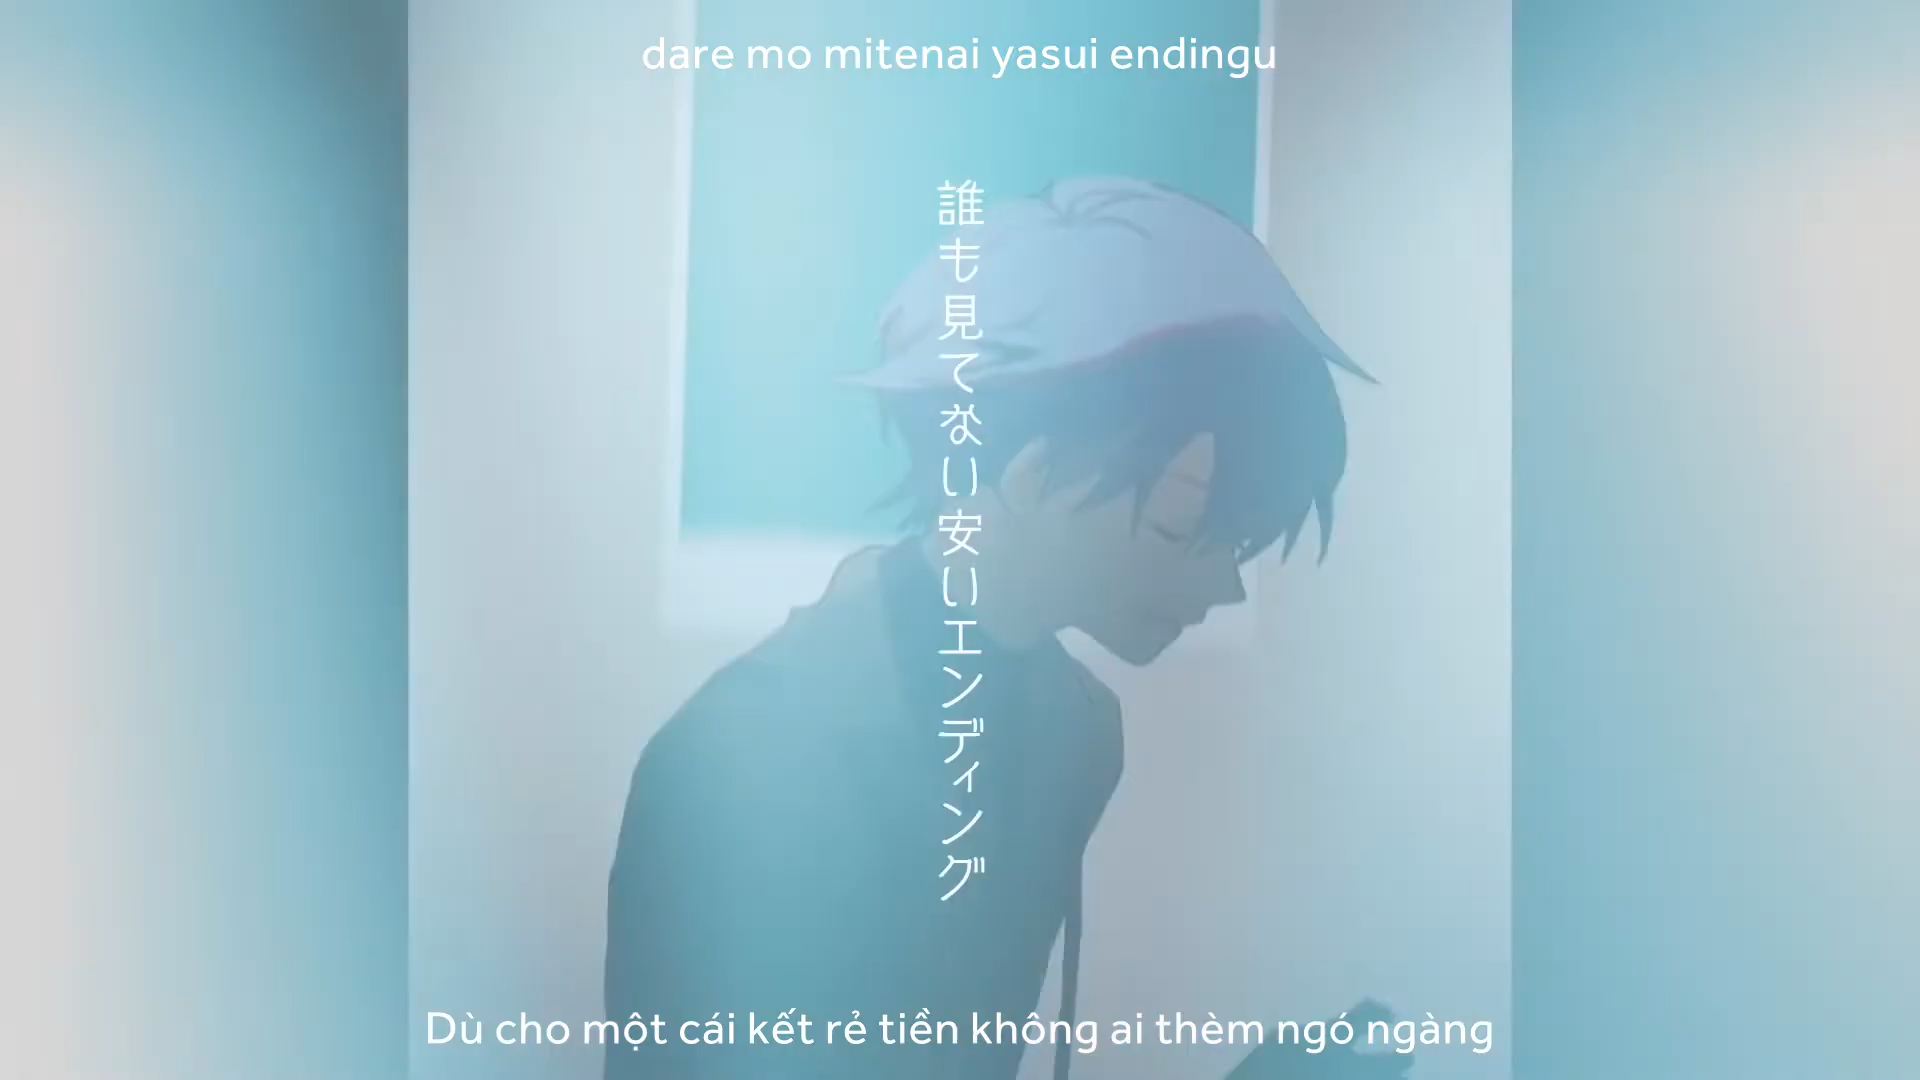 dare mo mitenai yasui endingu
誰も見てない安いエンディング
Dù cho một cái kết rẻ tiền không ai thèm ngó ngàng